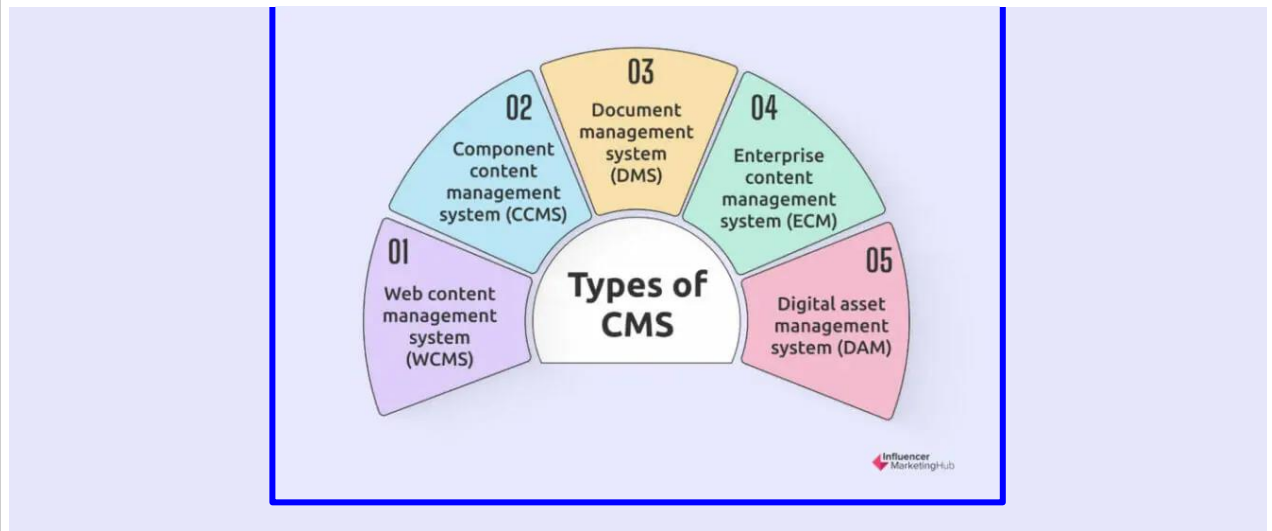 01
Web content
management
system
(WCMS)
02
Component
content
management
system (CCMS)
03
Document
management
system
(DMS)
04
Enterprise
content
management
system (ECM)
05
Digital asset
management
system (DAM)
Types of
CMS
Influencer
MarketingHub